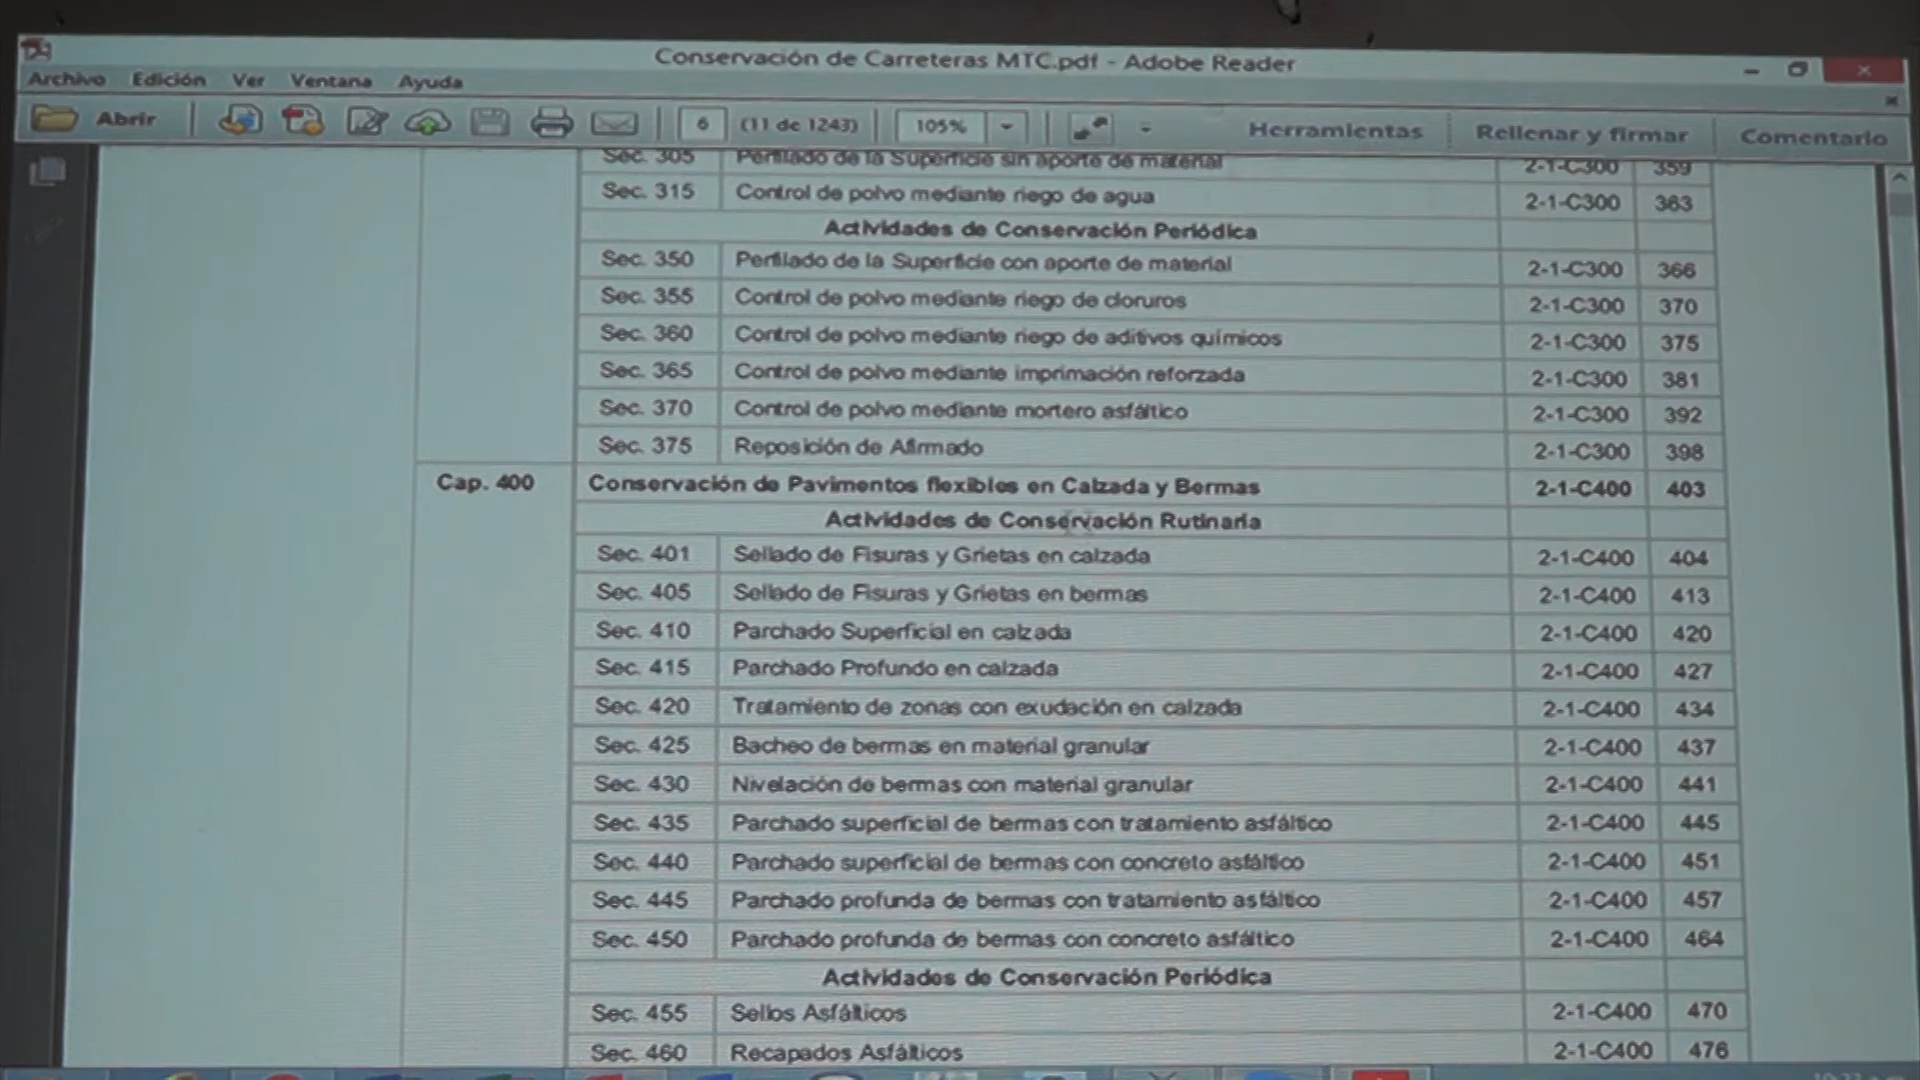 Conservación de Carreteras MTC.pdf - Adobe Reader
Archivo Edición Ver Ventana Ayuda
Abrir 6 (11 de 1243) 105% Herramientas Rellenar y firmar Comentario
Sec. 305 Perfilado de la Superficie sin aporte de material 2-1-C300 359
Sec. 315 Control de polvo mediante riego de agua 2-1-C300 363
Actividades de Conservación Periódica
Sec. 350 Perfilado de la Superficie con aporte de material 2-1-C300 366
Sec. 355 Control de polvo mediante riego de cloruros 2-1-C300 370
Sec. 360 Control de polvo mediante riego de aditivos químicos 2-1-C300 375
Sec. 365 Control de polvo mediante imprimación reforzada 2-1-C300 381
Sec. 370 Control de polvo mediante mortero asfáltico 2-1-C300 392
Sec. 375 Reposición de Afirmado 2-1-C300 398
Cap. 400 Conservación de Pavimentos flexibles en Calzada y Bermas 2-1-C400 403
Actividades de Conservación Rutinaria
Sec. 401 Sellado de Fisuras y Grietas en calzada 2-1-C400 404
Sec. 405 Sellado de Fisuras y Grietas en bermas 2-1-C400 413
Sec. 410 Parchado Superficial en calzada 2-1-C400 420
Sec. 415 Parchado Profundo en calzada 2-1-C400 427
Sec. 420 Tratamiento de zonas con exudación en calzada 2-1-C400 434
Sec. 425 Bacheo de bermas en material granular 2-1-C400 437
Sec. 430 Nivelación de bermas con material granular 2-1-C400 441
Sec. 435 Parchado superficial de bermas con tratamiento asfáltico 2-1-C400 445
Sec. 440 Parchado superficial de bermas con concreto asfáltico 2-1-C400 451
Sec. 445 Parchado profunda de bermas con tratamiento asfáltico 2-1-C400 457
Sec. 450 Parchado profunda de bermas con concreto asfáltico 2-1-C400 464
Actividades de Conservación Periódica
Sec. 455 Sellos Asfálticos 2-1-C400 470
Sec. 460 Recapados Asfálticos 2-1-C400 476